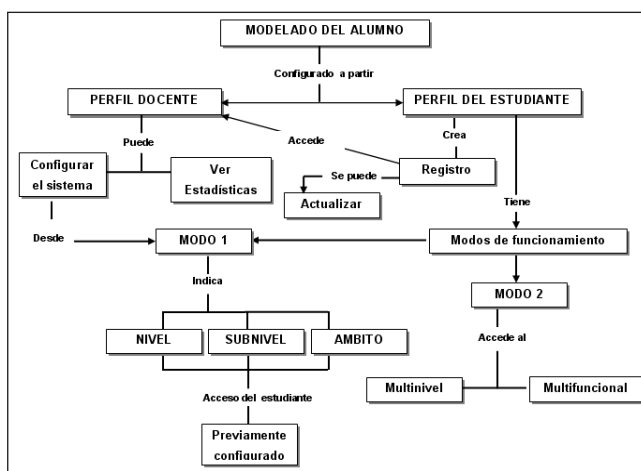 MODELADO DEL ALUMNO
Configurado a partir
PERFIL DOCENTE
PERFIL DEL ESTUDIANTE
Puede
Accede
Crea
Configurar
el sistema
Ver
Estadísticas
Registro
Se puede
Actualizar
Tiene
Desde
MODO 1
Modos de funcionamiento
Indica
MODO 2
NIVEL
SUBNIVEL
AMBITO
Accede al
Acceso del estudiante
Multinivel
Multifuncional
Previamente
configurado